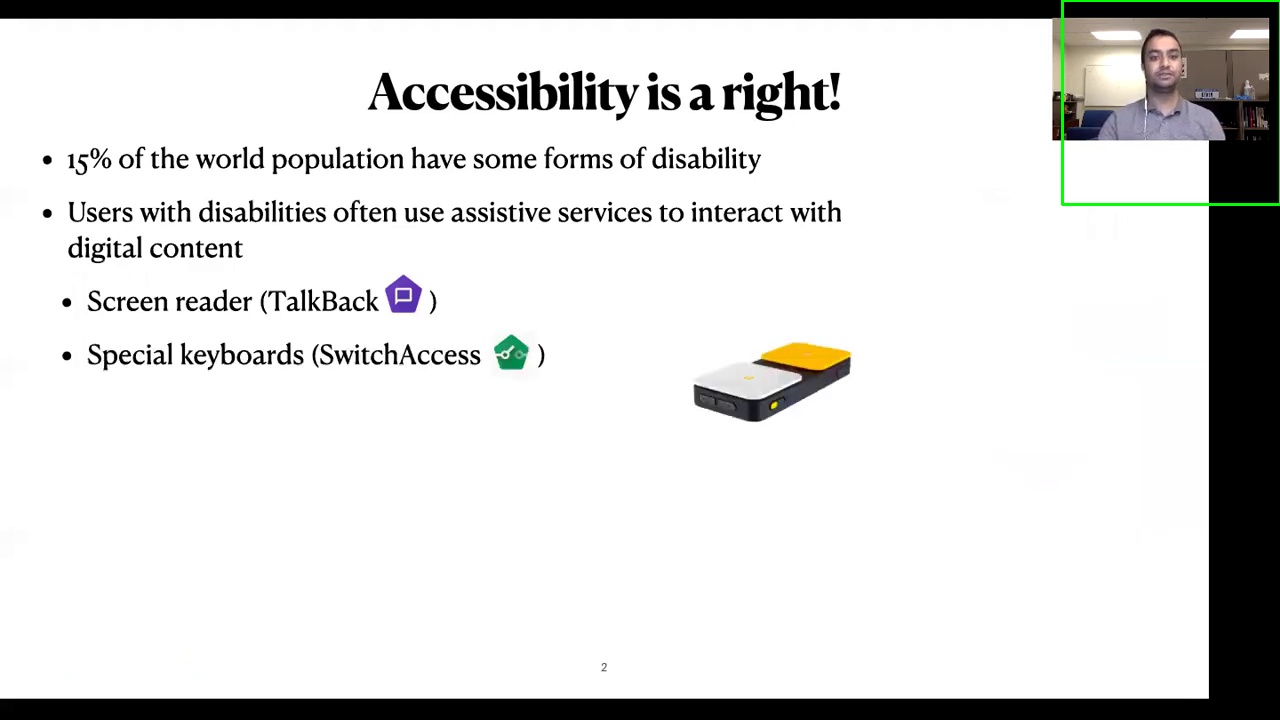 Accessibility is a right!
• 15% of the world population have some forms of disability
• Users with disabilities often use assistive services to interact with
digital content
• Screen reader (TalkBack )
• Special keyboards (SwitchAccess )
2